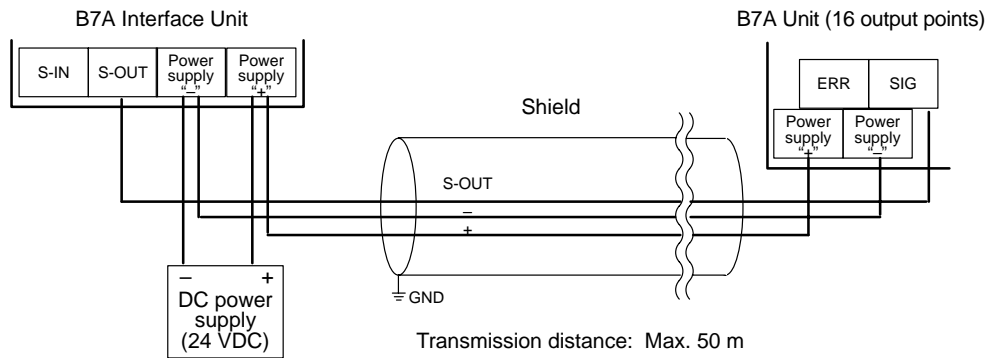 B7A Interface Unit
B7A Unit (16 output points)
S-IN
S-OUT
Power
supply
“–”
Power
supply
“+”
ERR
SIG
Power
supply
“+”
Power
supply
“–”
Shield
S-OUT
–
+
– +
DC power
supply
(24 VDC)
GND
Transmission distance: Max. 50 m